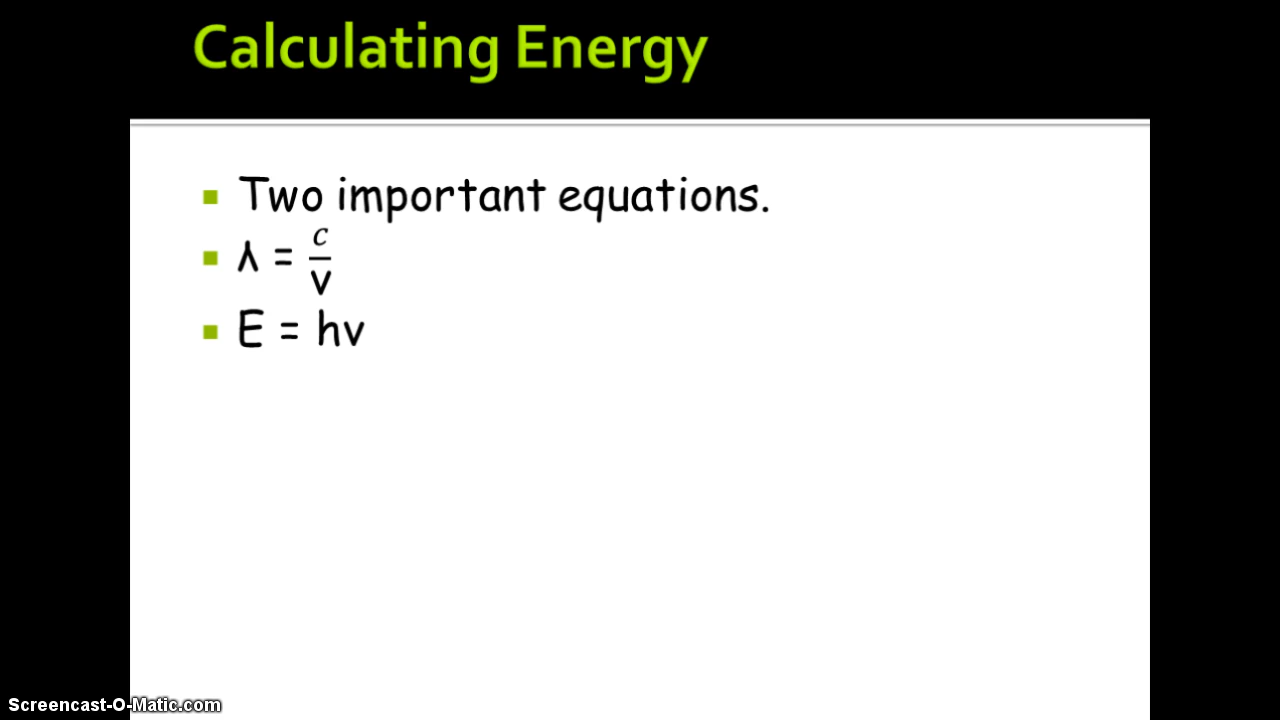 Calculating Energy
Two important equations.
λ = c/v
E = hv
Screencast-O-Matic.com